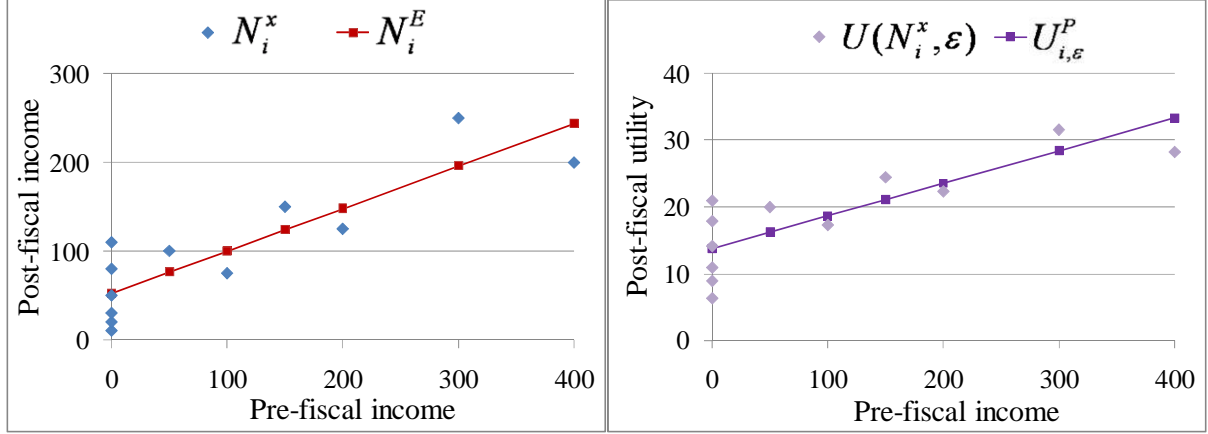 N_i^x N_i^E
Post-fiscal income
300
200
100
0
0 100 200 300 400
Pre-fiscal income
U(N_i^x, ε) U_{i,ε}^P
Post-fiscal utility
40
30
20
10
0
0 100 200 300 400
Pre-fiscal income